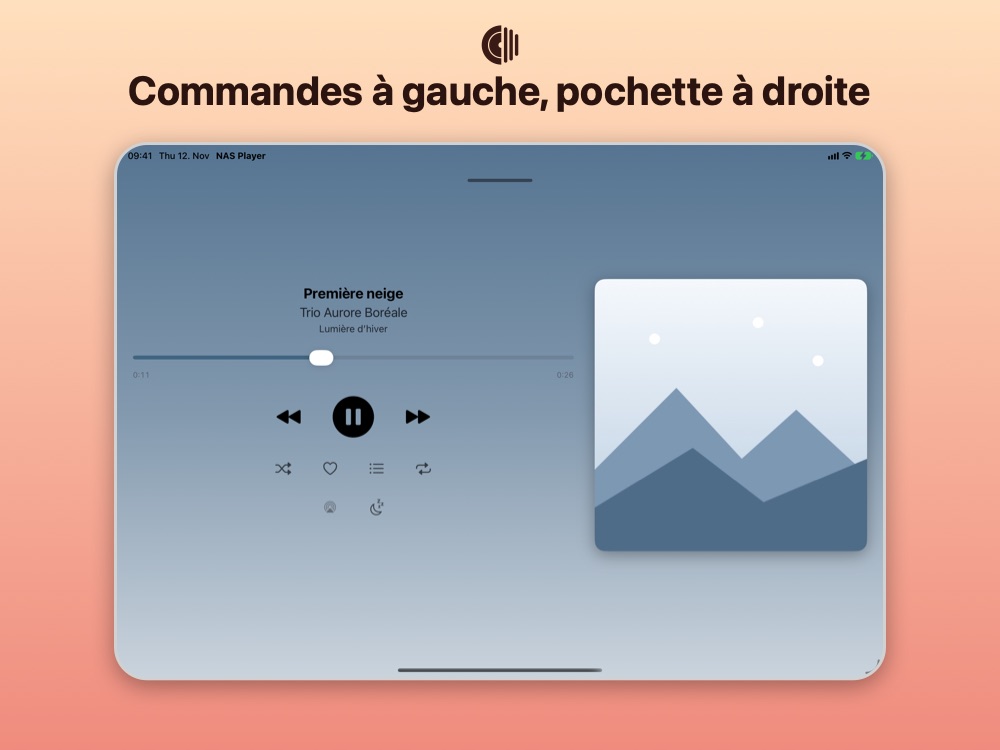 Commandes à gauche, pochette à droite
09:41 Thu 12. Nov NAS Player
Première neige
Trio Aurore Boréale
Lumière d'hiver
0:11 0:26